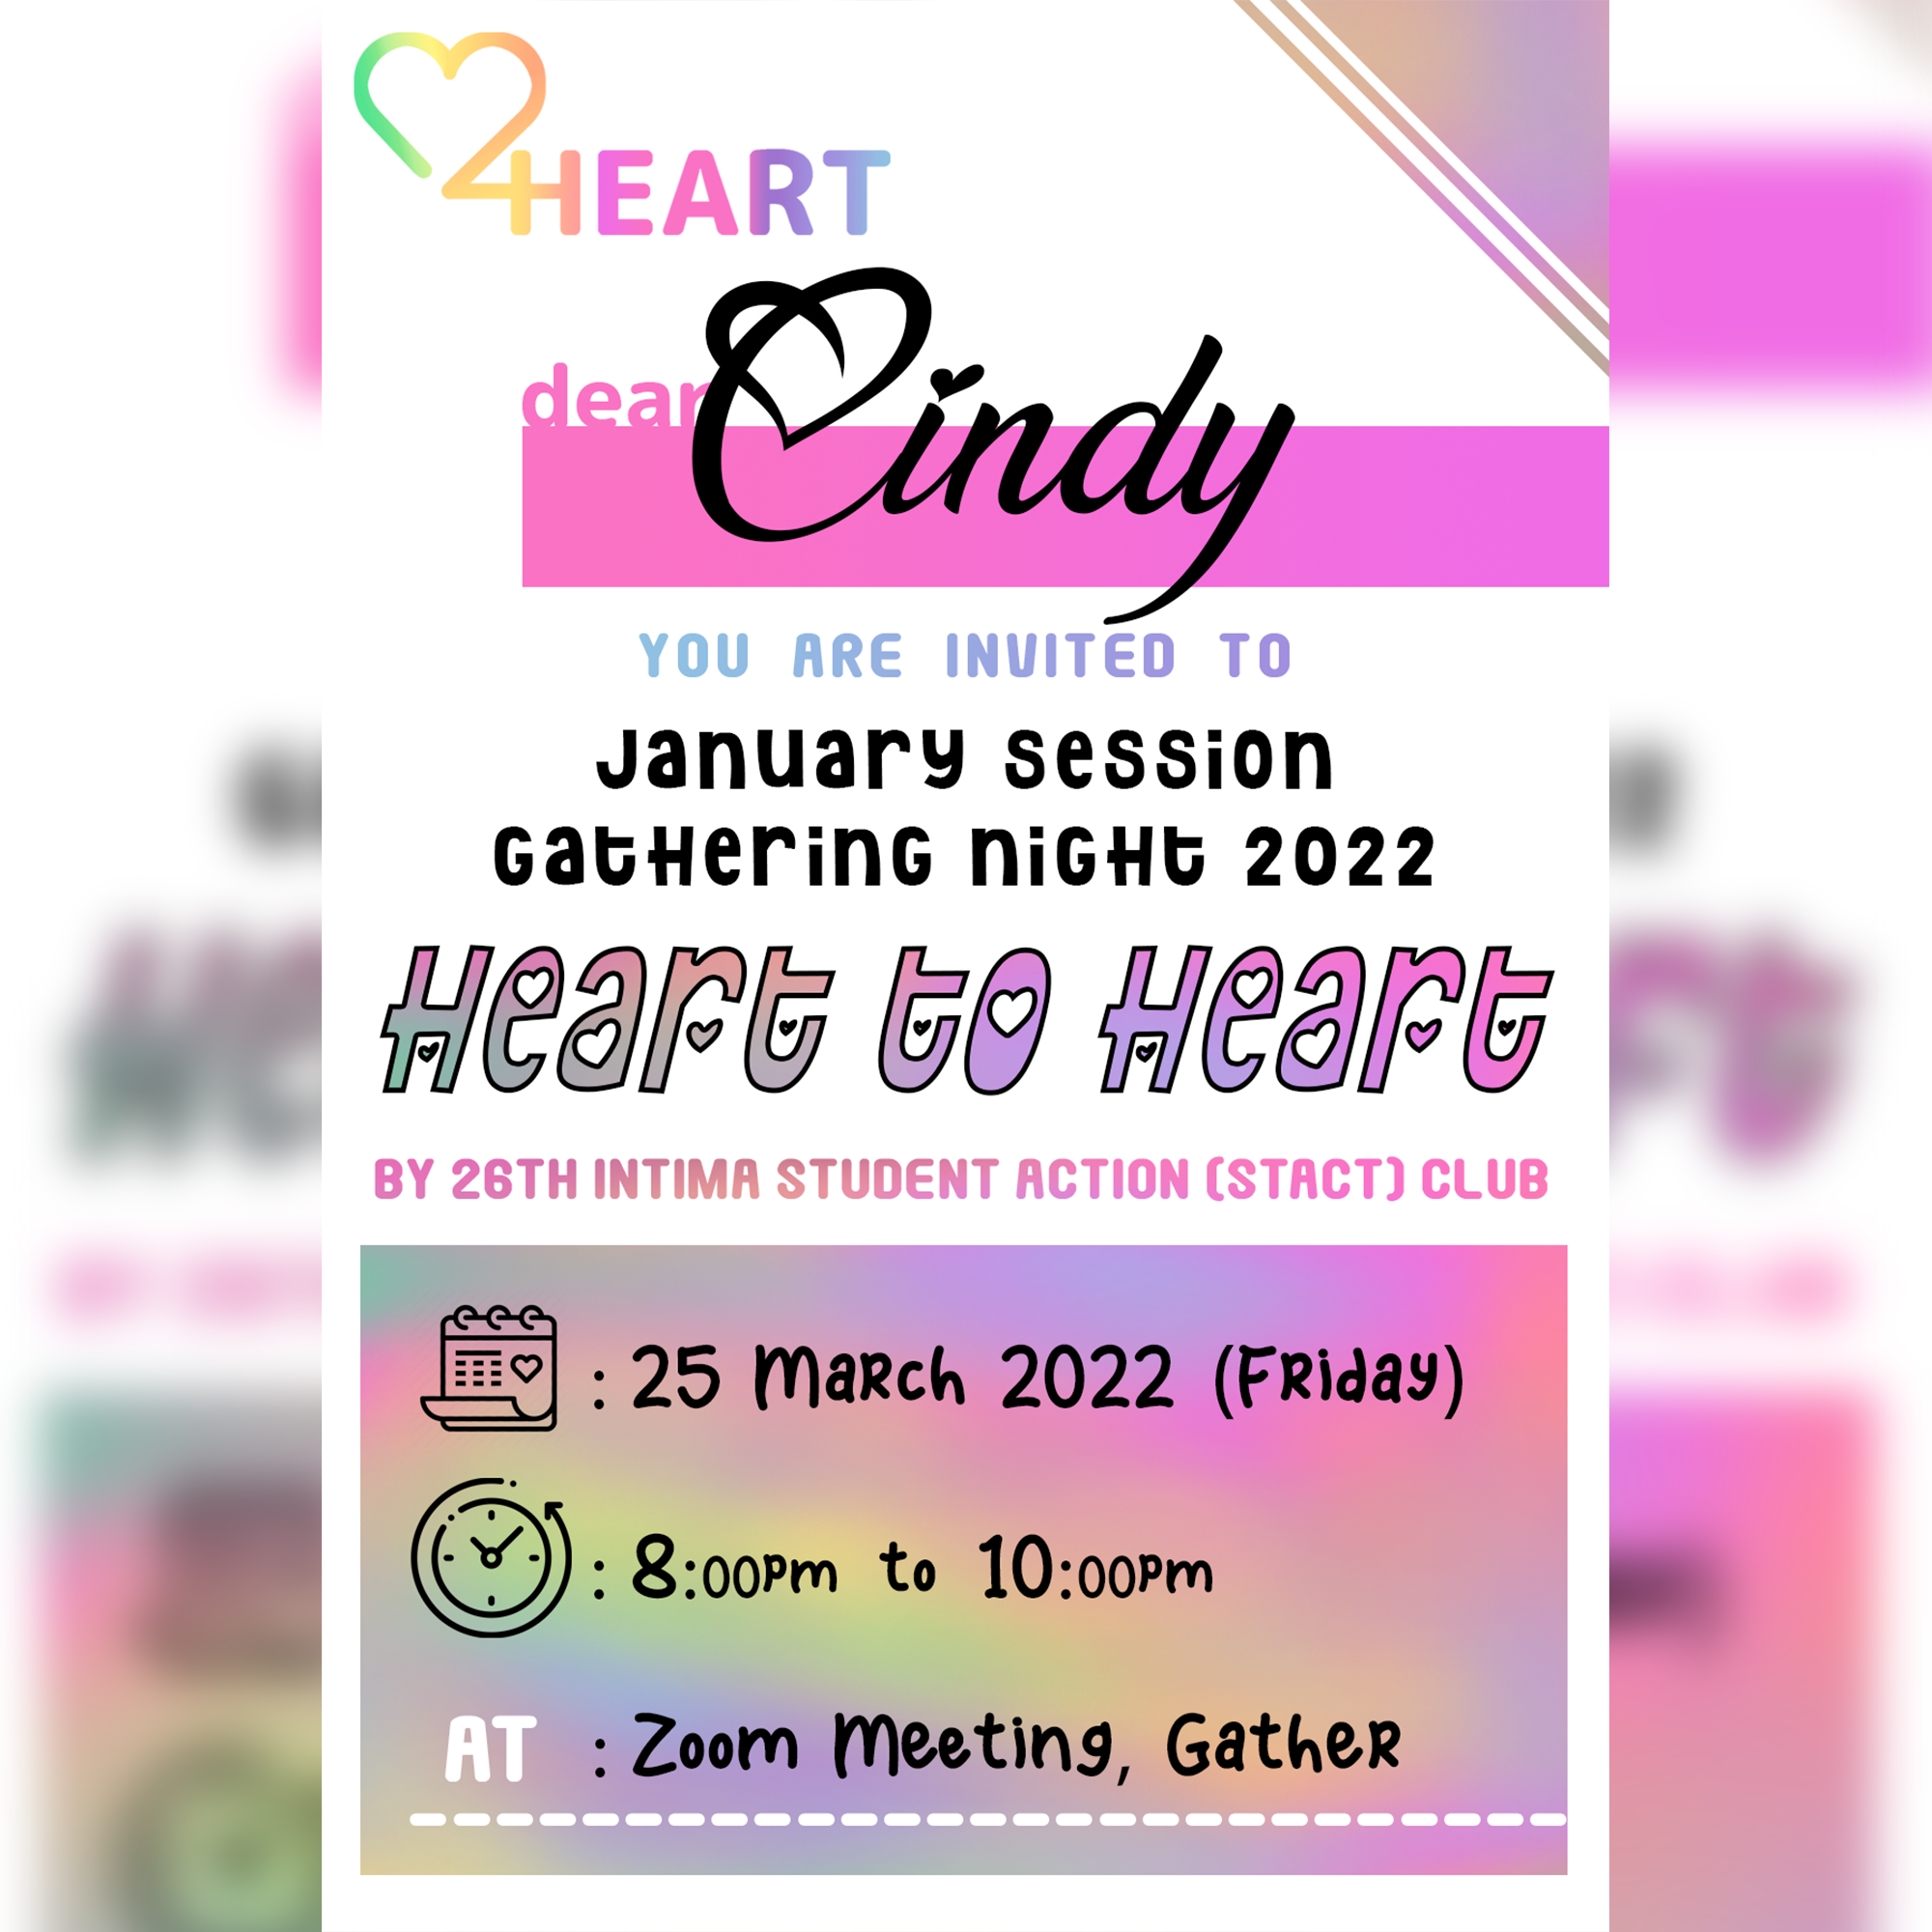 4HEART
dear Cindy
YOU ARE INVITED TO
January Session
Gathering Night 2022
Heart to Heart
BY 26TH INTIMA STUDENT ACTION (STACT) CLUB
: 25 March 2022 (Friday)
: 8:00pm to 10:00pm
AT : Zoom Meeting, Gather